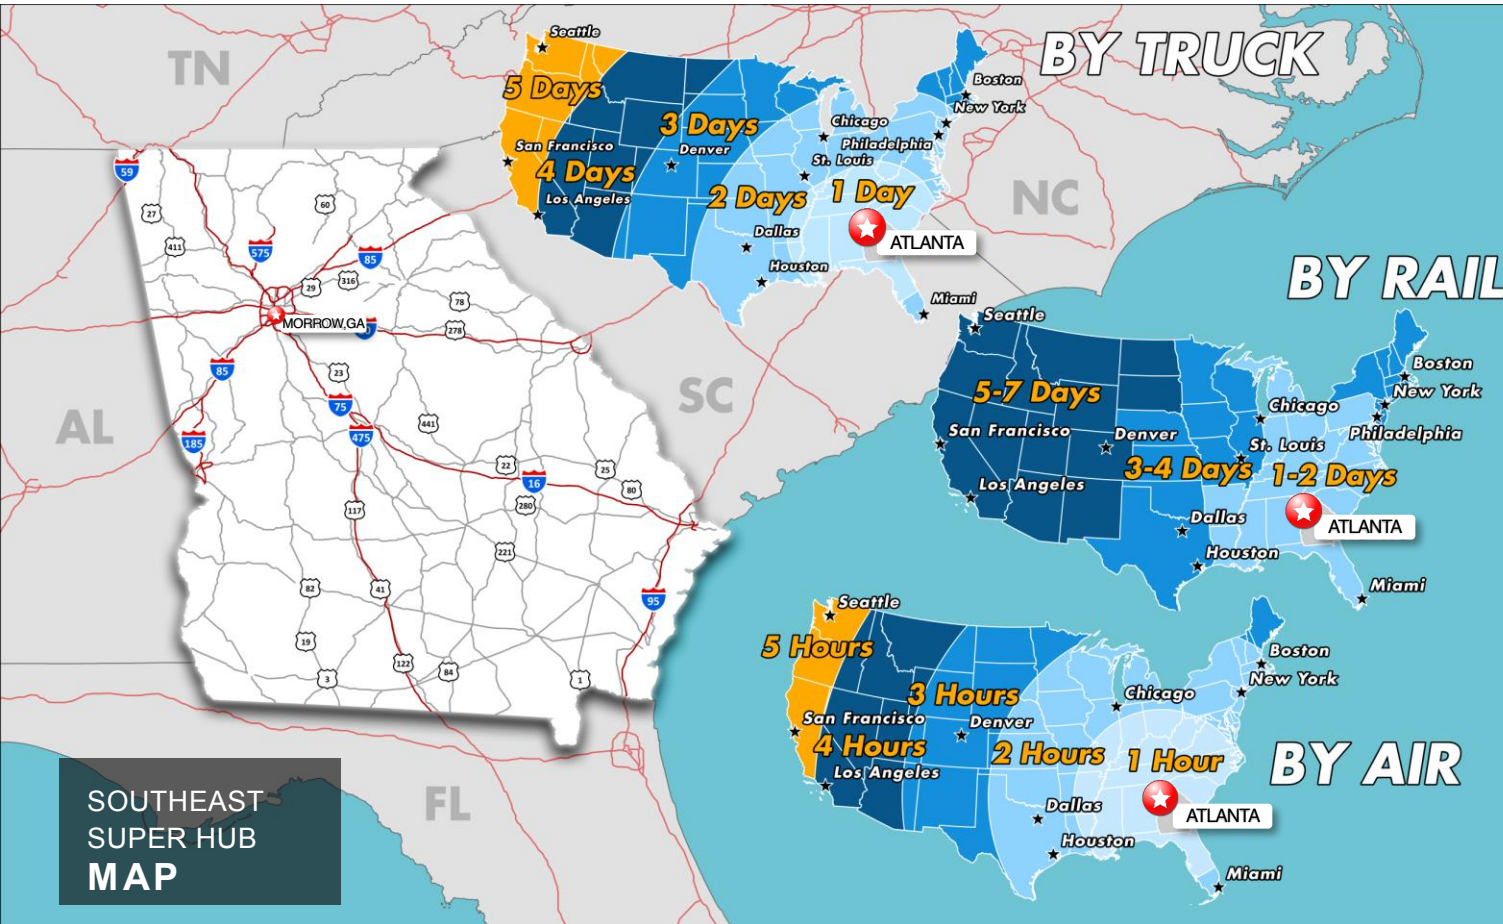 TN
NC
SC
AL
FL
59
27
411
60
575
85
29
316
78
278
MORROW,GA
85
23
75
475
441
185
22
25
16
80
280
117
221
82
41
95
19
122
84
3
1
SOUTHEAST
SUPER HUB
MAP
BY TRUCK
Seattle
5 Days
Boston
New York
3 Days
Chicago
Philadelphia
San Francisco
Denver
St. Louis
4 Days
2 Days
1 Day
Los Angeles
Dallas
ATLANTA
Houston
Miami
BY RAIL
Seattle
Boston
5-7 Days
New York
Chicago
San Francisco
Denver
St. Louis
Philadelphia
3-4 Days
1-2 Days
Los Angeles
Dallas
ATLANTA
Houston
Miami
BY AIR
Seattle
5 Hours
Boston
New York
3 Hours
Chicago
San Francisco
Denver
4 Hours
2 Hours
1 Hour
Los Angeles
Dallas
ATLANTA
Houston
Miami